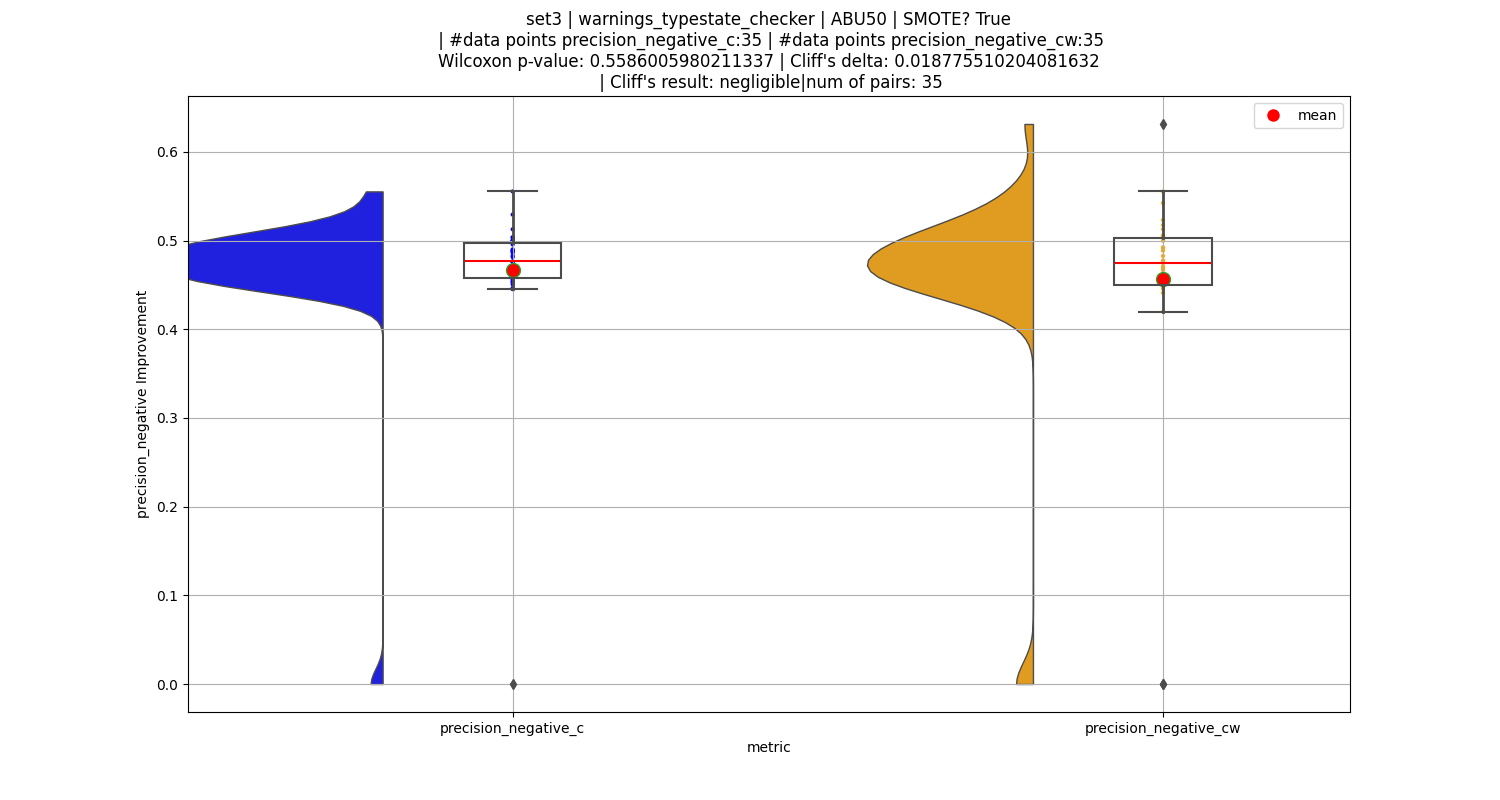 set3 | warnings_typestate_checker | ABU50 | SMOTE? True
| #data points precision_negative_c:35 | #data points precision_negative_cw:35
Wilcoxon p-value: 0.5586005980211337 | Cliff's delta: 0.018775510204081632
| Cliff's result: negligible|num of pairs: 35
mean
0.6
0.5
0.4
0.3
0.2
0.1
0.0
precision_negative Improvement
precision_negative_c
precision_negative_cw
metric